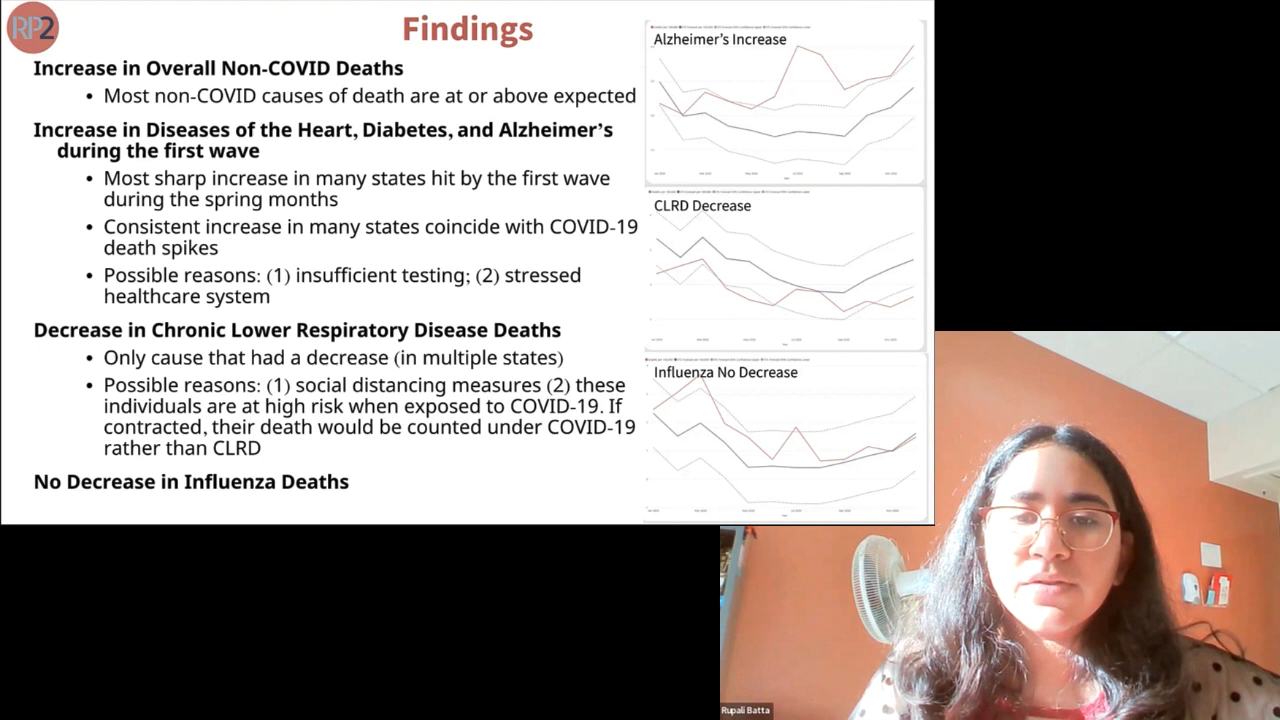 RP2
Findings
Increase in Overall Non-COVID Deaths
• Most non-COVID causes of death are at or above expected
Increase in Diseases of the Heart, Diabetes, and Alzheimer's
during the first wave
• Most sharp increase in many states hit by the first wave
during the spring months
• Consistent increase in many states coincide with COVID-19
death spikes
• Possible reasons: (1) insufficient testing; (2) stressed
healthcare system
Decrease in Chronic Lower Respiratory Disease Deaths
• Only cause that had a decrease (in multiple states)
• Possible reasons: (1) social distancing measures (2) these
individuals are at high risk when exposed to COVID-19. If
contracted, their death would be counted under COVID-19
rather than CLRD
No Decrease in Influenza Deaths
Alzheimer's Increase
CLRD Decrease
Influenza No Decrease
Rupali Batta